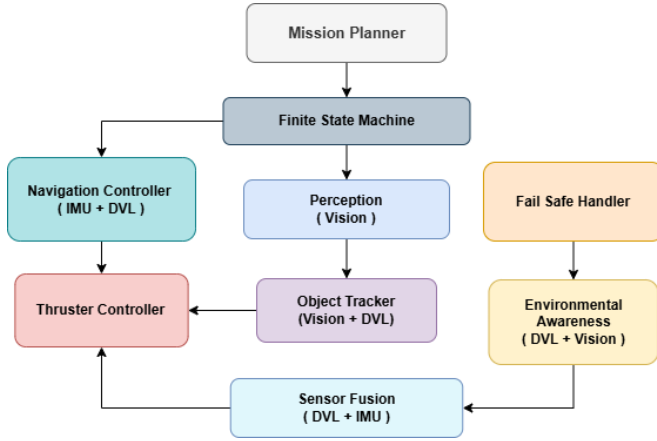 Mission Planner
Finite State Machine
Navigation Controller
( IMU + DVL )
Perception
( Vision )
Fail Safe Handler
Thruster Controller
Object Tracker
(Vision + DVL)
Environmental
Awareness
( DVL + Vision )
Sensor Fusion
( DVL + IMU )